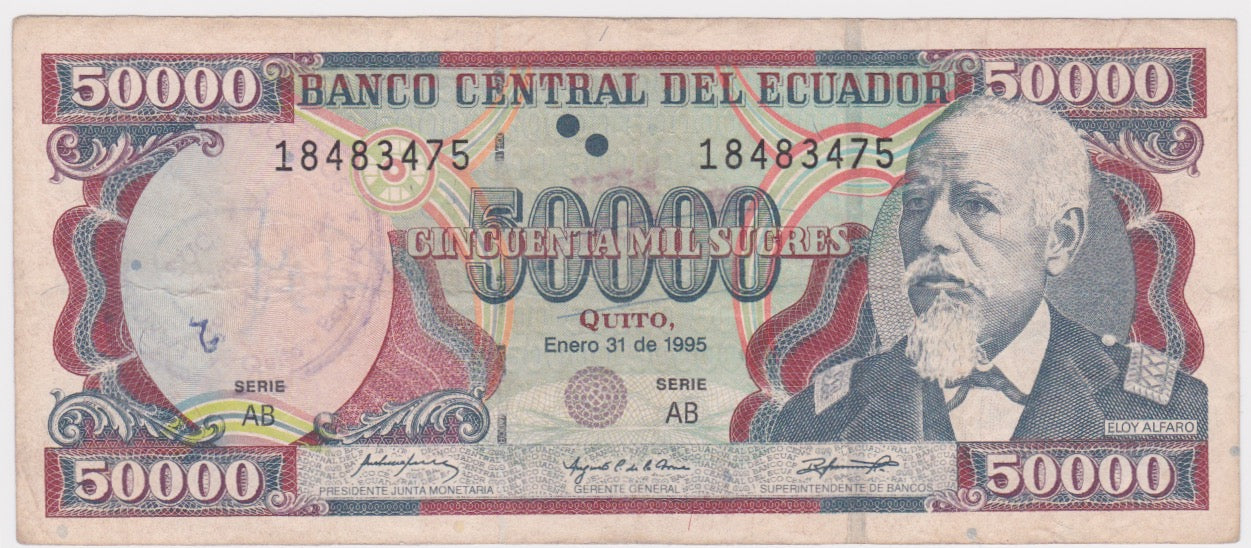 50000 BANCO CENTRAL DEL ECUADOR 50000
18483475 18483475
50000
CINCUENTA MIL SUCRES
QUITO,
Enero 31 de 1995
SERIE
AB
SERIE
AB
ELOY ALFARO
50000 50000
PRESIDENTE JUNTA MONETARIA GERENTE GENERAL SUPERINTENDENTE DE BANCOS